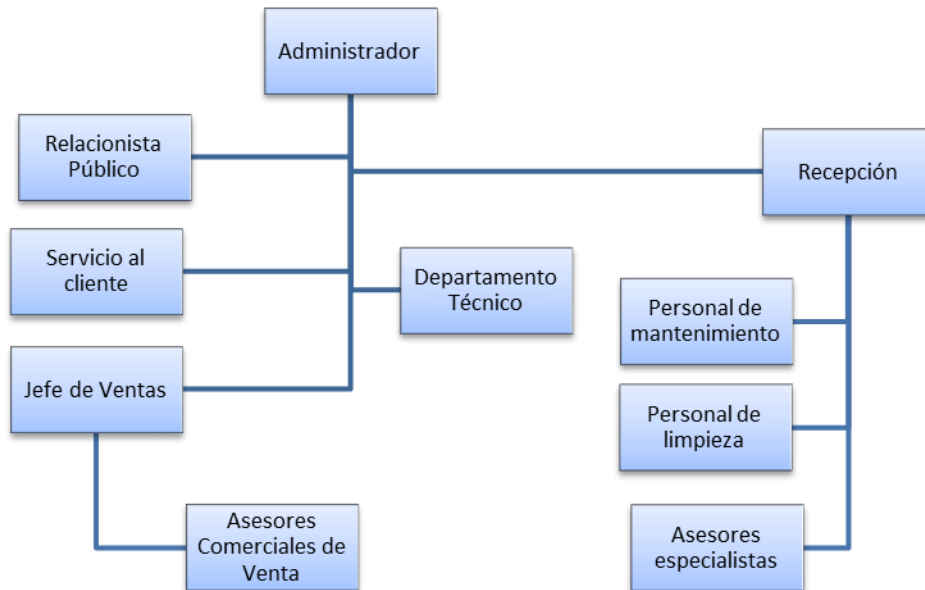 Administrador
Relacionista
Público
Recepción
Servicio al
cliente
Departamento
Técnico
Personal de
mantenimiento
Jefe de Ventas
Personal de
limpieza
Asesores
Comerciales de
Venta
Asesores
especialistas